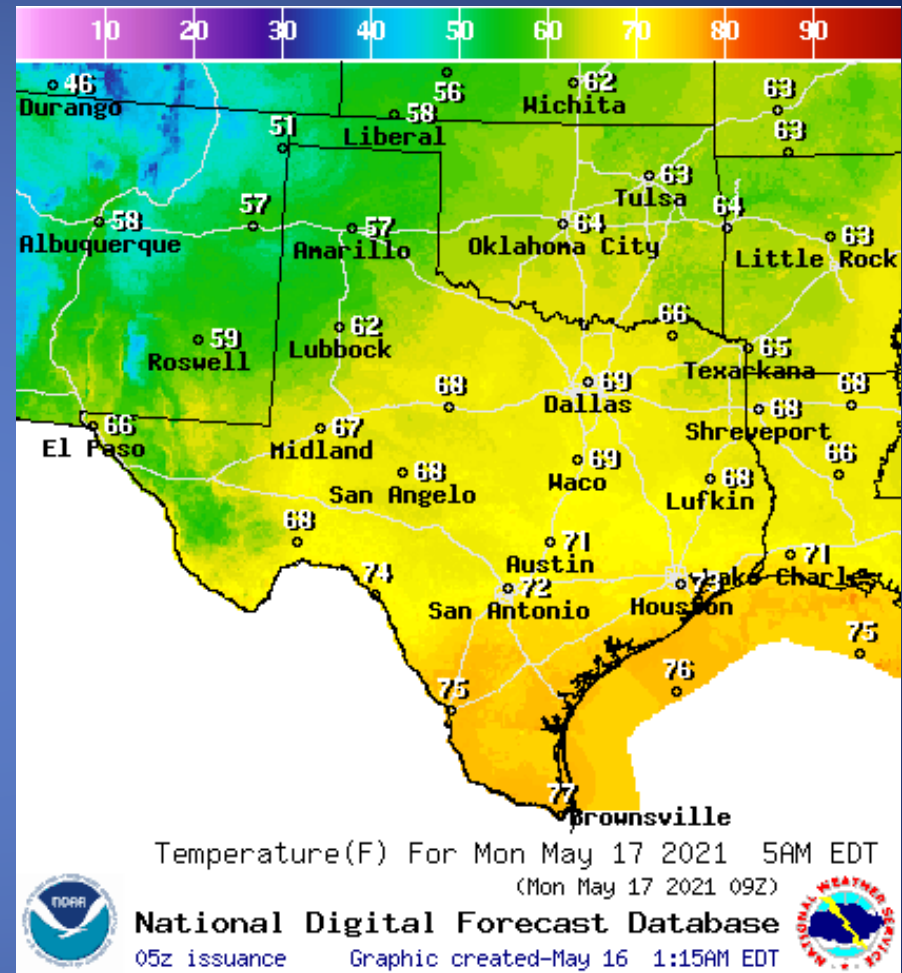 10 20 30 40 50 60 70 80 90
46
Durango
56
58
Liberal
62
Wichita
63
63
51
63
Tulsa
58
Albuquerque
57
57
Amarillo
64
Oklahoma City
64
63
Little Rock
59
Roswell
62
Lubbock
66
65
Texarkana
69
Dallas
68
68
Shreveport
68
66
El Paso
67
Midland
68
San Angelo
69
Waco
68
Lufkin
66
68
71
Austin
71
Lake Charles
74
72
San Antonio
73
Houston
75
76
75
77
Brownsville
Temperature(F) For Mon May 17 2021 5AM EDT
(Mon May 17 2021 09Z)
National Digital Forecast Database
05z issuance Graphic created-May 16 1:15AM EDT
NOAA
NATIONAL WEATHER SERVICE